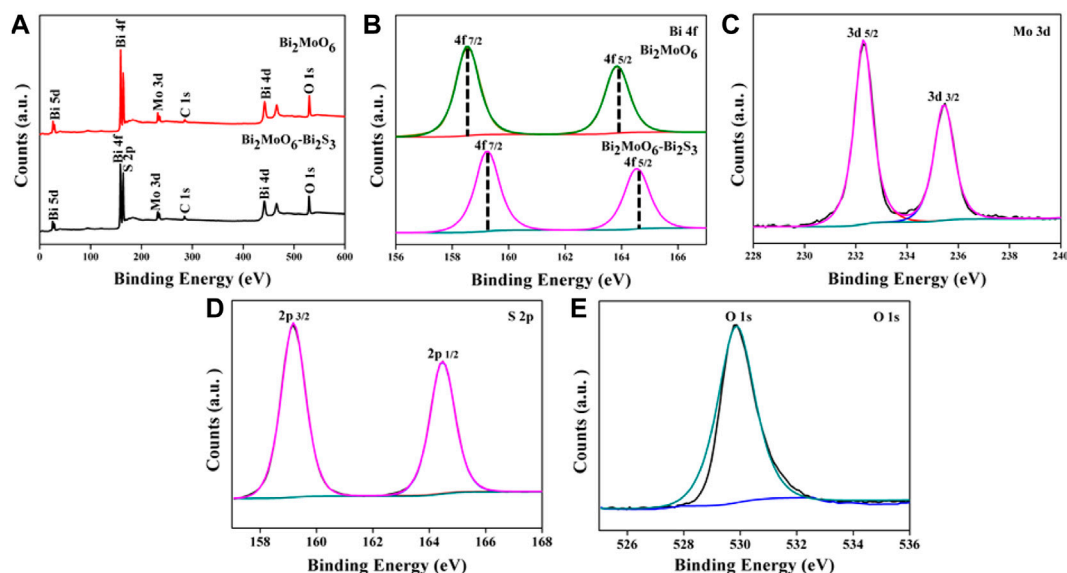 A
Bi 5d
Bi 4f
Mo 3d
C 1s
Bi 4d
O 1s
Bi₂MoO₆
Bi 5d
Bi 4f
S 2p
Mo 3d
C 1s
Bi 4d
O 1s
Bi₂MoO₆-Bi₂S₃
Counts (a.u.)
0 100 200 300 400 500 600
Binding Energy (eV)
B
4f 7/2
4f 5/2
Bi 4f
Bi₂MoO₆
4f 7/2
4f 5/2
Bi₂MoO₆-Bi₂S₃
Counts (a.u.)
156 158 160 162 164 166
Binding Energy (eV)
C
3d 5/2
3d 3/2
Mo 3d
Counts (a.u.)
228 230 232 234 236 238 240
Binding Energy (eV)
D
2p 3/2
2p 1/2
S 2p
Counts (a.u.)
158 160 162 164 166 168
Binding Energy (eV)
E
O 1s
O 1s
Counts (a.u.)
526 528 530 532 534 536
Binding Energy (eV)